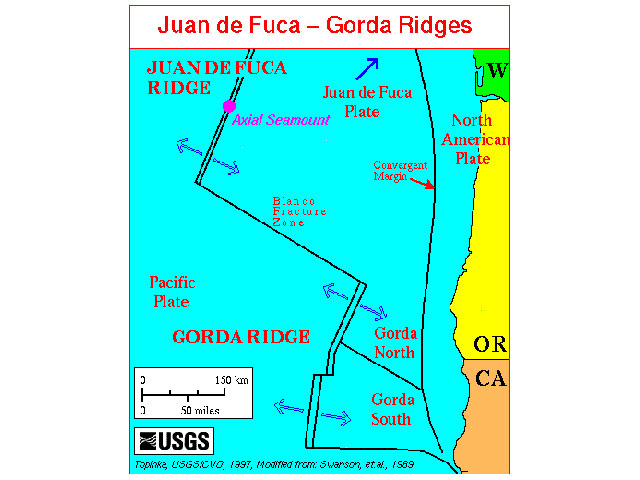 Juan de Fuca – Gorda Ridges
JUAN DE FUCA
RIDGE
W
Juan de Fuca
Plate
Axial Seamount
North
American
Plate
Convergent
Margin
Blanco
Fracture
Zone
Pacific
Plate
GORDA RIDGE
Gorda
North
OR
CA
0 150 km
0 50 miles
Gorda
South
USGS
Topinka, USGS/CVO, 1997, Modified from: Swanson, et.al., 1989